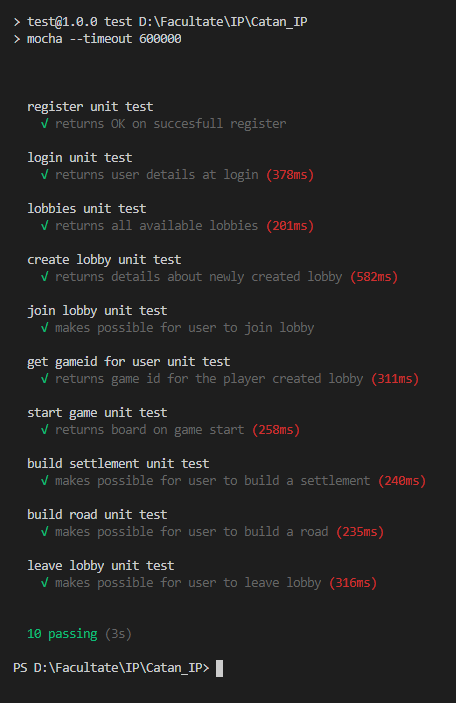 > test@1.0.0 test D:\Facultate\IP\Catan_IP
> mocha --timeout 600000
register unit test
√ returns OK on succesfull register
login unit test
√ returns user details at login (378ms)
lobbies unit test
√ returns all available lobbies (201ms)
create lobby unit test
√ returns details about newly created lobby (582ms)
join lobby unit test
√ makes possible for user to join lobby
get gameid for user unit test
√ returns game id for the player created lobby (311ms)
start game unit test
√ returns board on game start (258ms)
build settlement unit test
√ makes possible for user to build a settlement (240ms)
build road unit test
√ makes possible for user to build a road (235ms)
leave lobby unit test
√ makes possible for user to leave lobby (316ms)
10 passing (3s)
PS D:\Facultate\IP\Catan_IP>